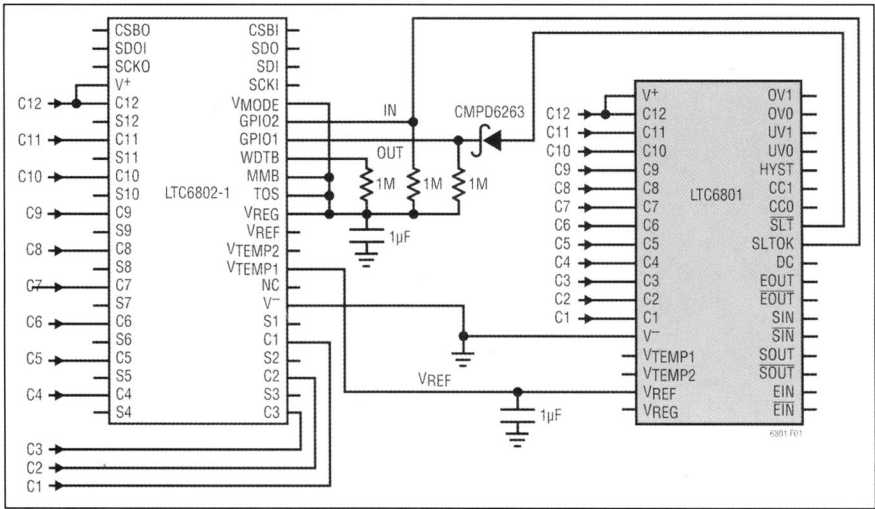 CSBO
SDOI
SCKO
V+
C12
C12
S12
C11
C11
S11
C10
C10
S10
C9
C9
S9
C8
C8
S8
C7
C7
S7
C6
C6
S6
C5
C5
S5
C4
C4
S4
C3
C2
C1
LTC6802-1
CSBI
SDO
SDI
SCKI
VMODE
GPIO2
GPIO1
WDTB
MMB
TOS
VREG
VREF
VTEMP2
VTEMP1
NC
V−
S1
C1
S2
C2
S3
C3
IN
OUT
CMPD6263
1M
1M
1M
1µF
VREF
1µF
V+
C12
C12
C11
C11
C10
C10
C9
C9
C8
C8
C7
C7
C6
C6
C5
C5
C4
C4
C3
C3
C2
C2
C1
C1
V−
VTEMP1
VTEMP2
VREF
VREG
LTC6801
OV1
OV0
UV1
UV0
HYST
CC1
CC0
SLT
SLTOK
DC
EOUT
EOUT
SIN
SIN
SOUT
SOUT
EIN
EIN
6801 F01